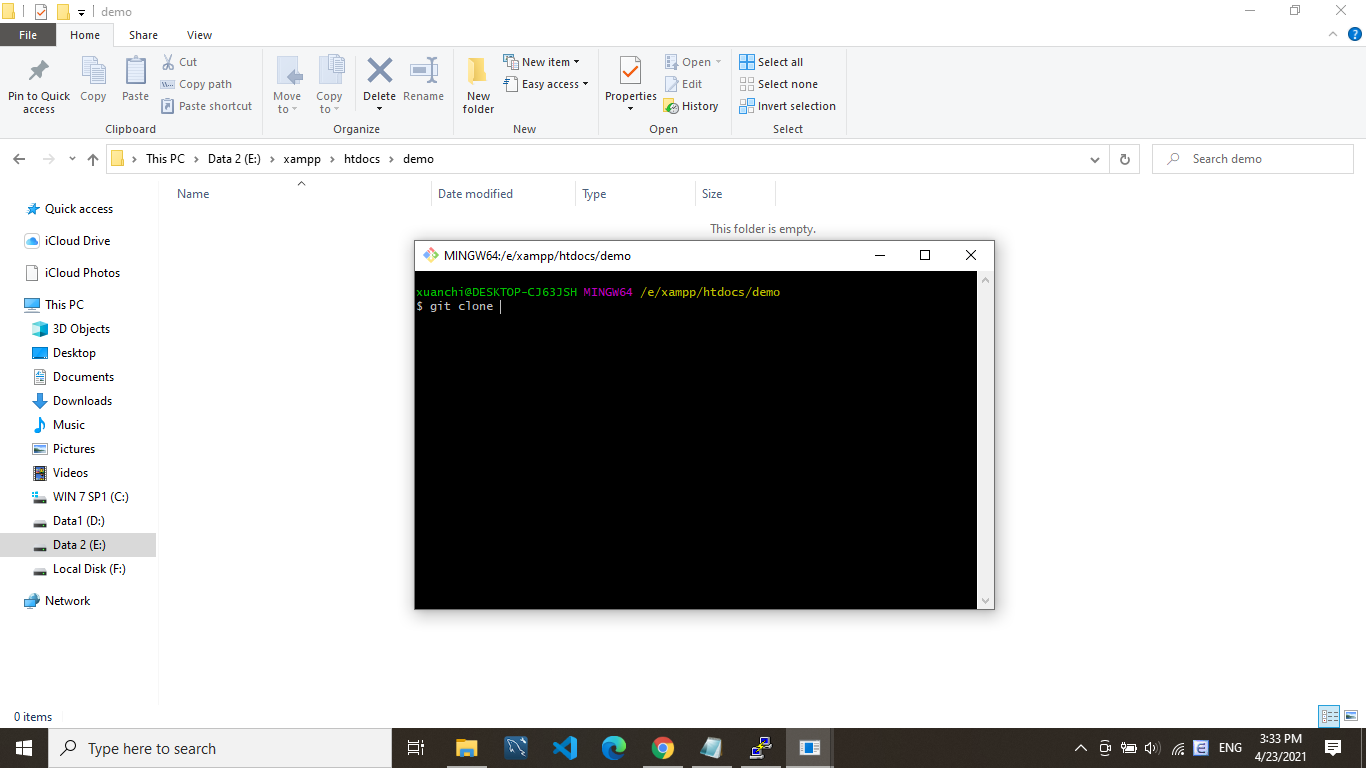 demo
File Home Share View
Pin to Quick access
Copy
Paste
Cut
Copy path
Paste shortcut
Clipboard
Move to
Copy to
Delete
Rename
Organize
New folder
New item
Easy access
New
Properties
Open
Edit
History
Open
Select all
Select none
Invert selection
Select
This PC > Data 2 (E:) > xampp > htdocs > demo
Search demo
Name Date modified Type Size
This folder is empty.
Quick access
iCloud Drive
iCloud Photos
This PC
3D Objects
Desktop
Documents
Downloads
Music
Pictures
Videos
WIN 7 SP1 (C:)
Data1 (D:)
Data 2 (E:)
Local Disk (F:)
Network
MINGW64:/e/xampp/htdocs/demo
xuanchi@DESKTOP-CJ63JSH MINGW64 /e/xampp/htdocs/demo
$ git clone
0 items
Type here to search
ENG
3:33 PM
4/23/2021